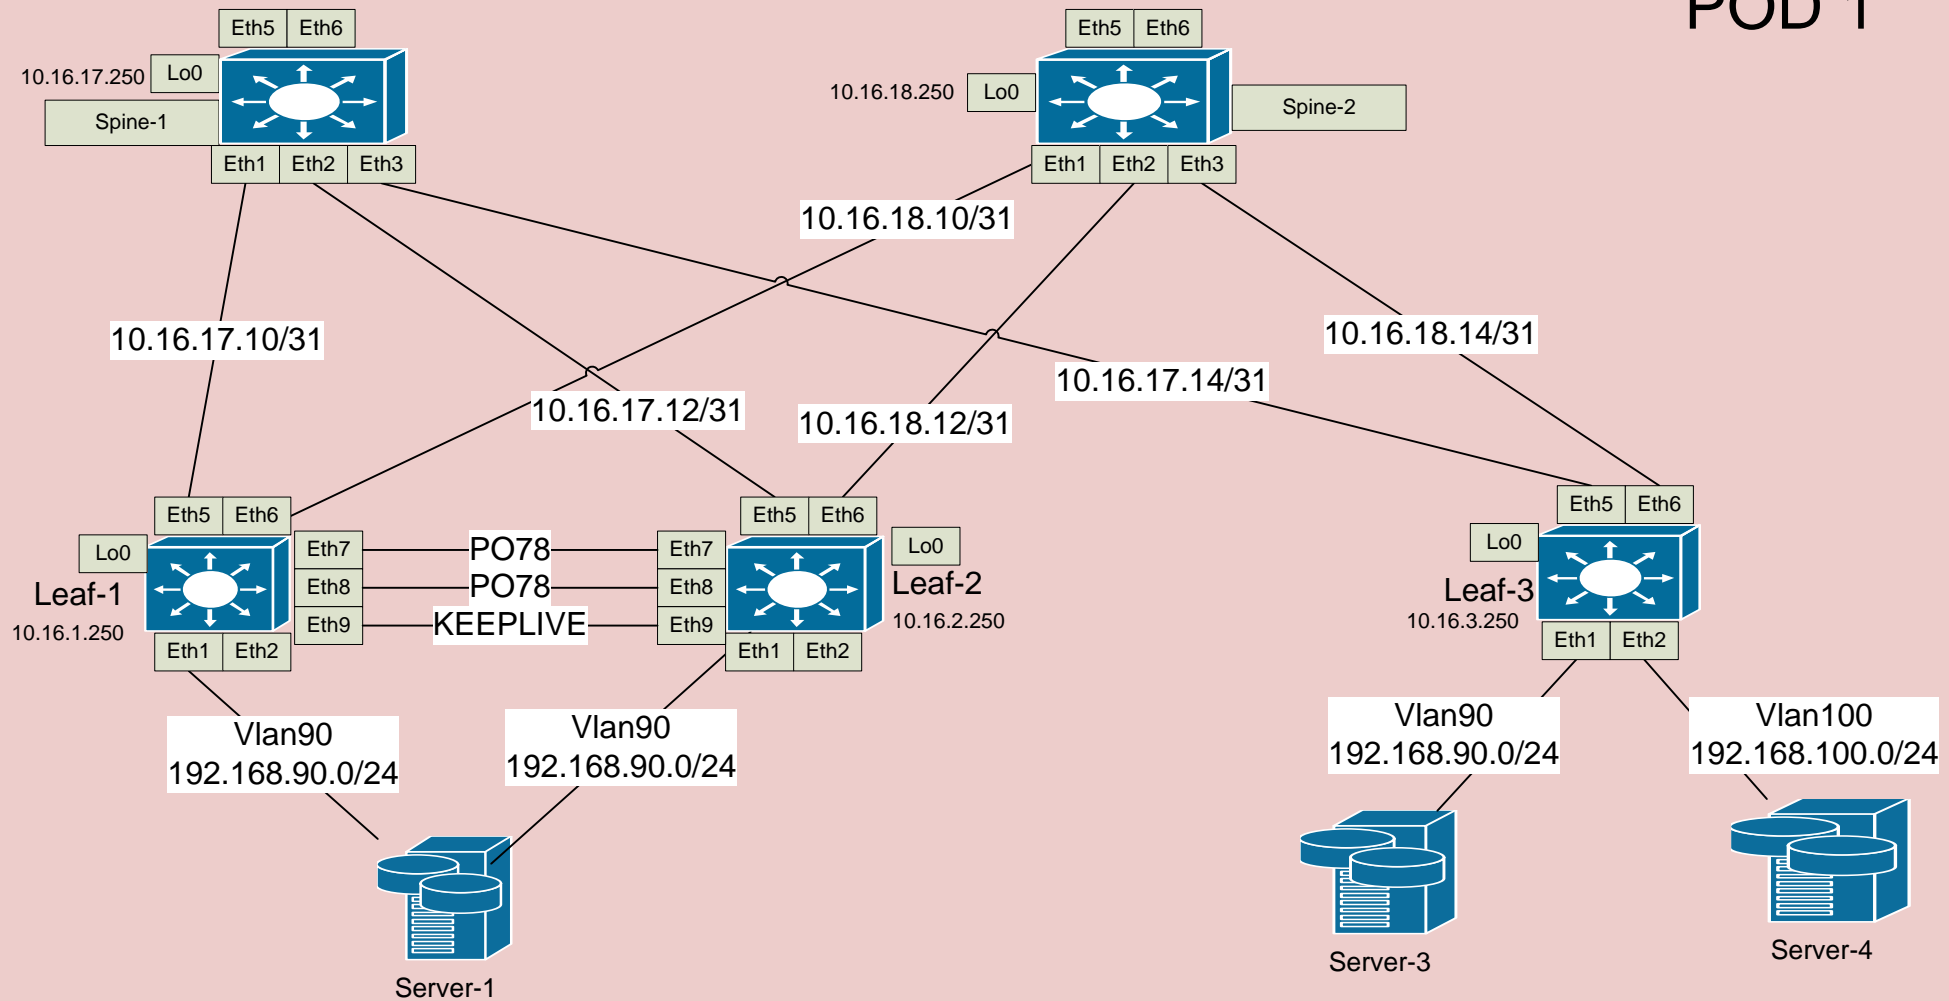 POD 1
Eth5 Eth6
10.16.17.250 Lo0
Spine-1
Eth1 Eth2 Eth3
Eth5 Eth6
10.16.18.250 Lo0
Spine-2
Eth1 Eth2 Eth3
10.16.18.10/31
10.16.17.10/31
10.16.18.14/31
10.16.17.14/31
10.16.17.12/31
10.16.18.12/31
Eth5 Eth6
Lo0
Leaf-1
10.16.1.250
Eth7
Eth8
Eth9
Eth1 Eth2
PO78
PO78
KEEPLIVE
Eth5 Eth6
Eth7
Eth8
Eth9
Lo0
Leaf-2
10.16.2.250
Eth1 Eth2
Eth5 Eth6
Lo0
Leaf-3
10.16.3.250
Eth1 Eth2
Vlan90
192.168.90.0/24
Vlan90
192.168.90.0/24
Vlan90
192.168.90.0/24
Vlan100
192.168.100.0/24
Server-1
Server-3
Server-4